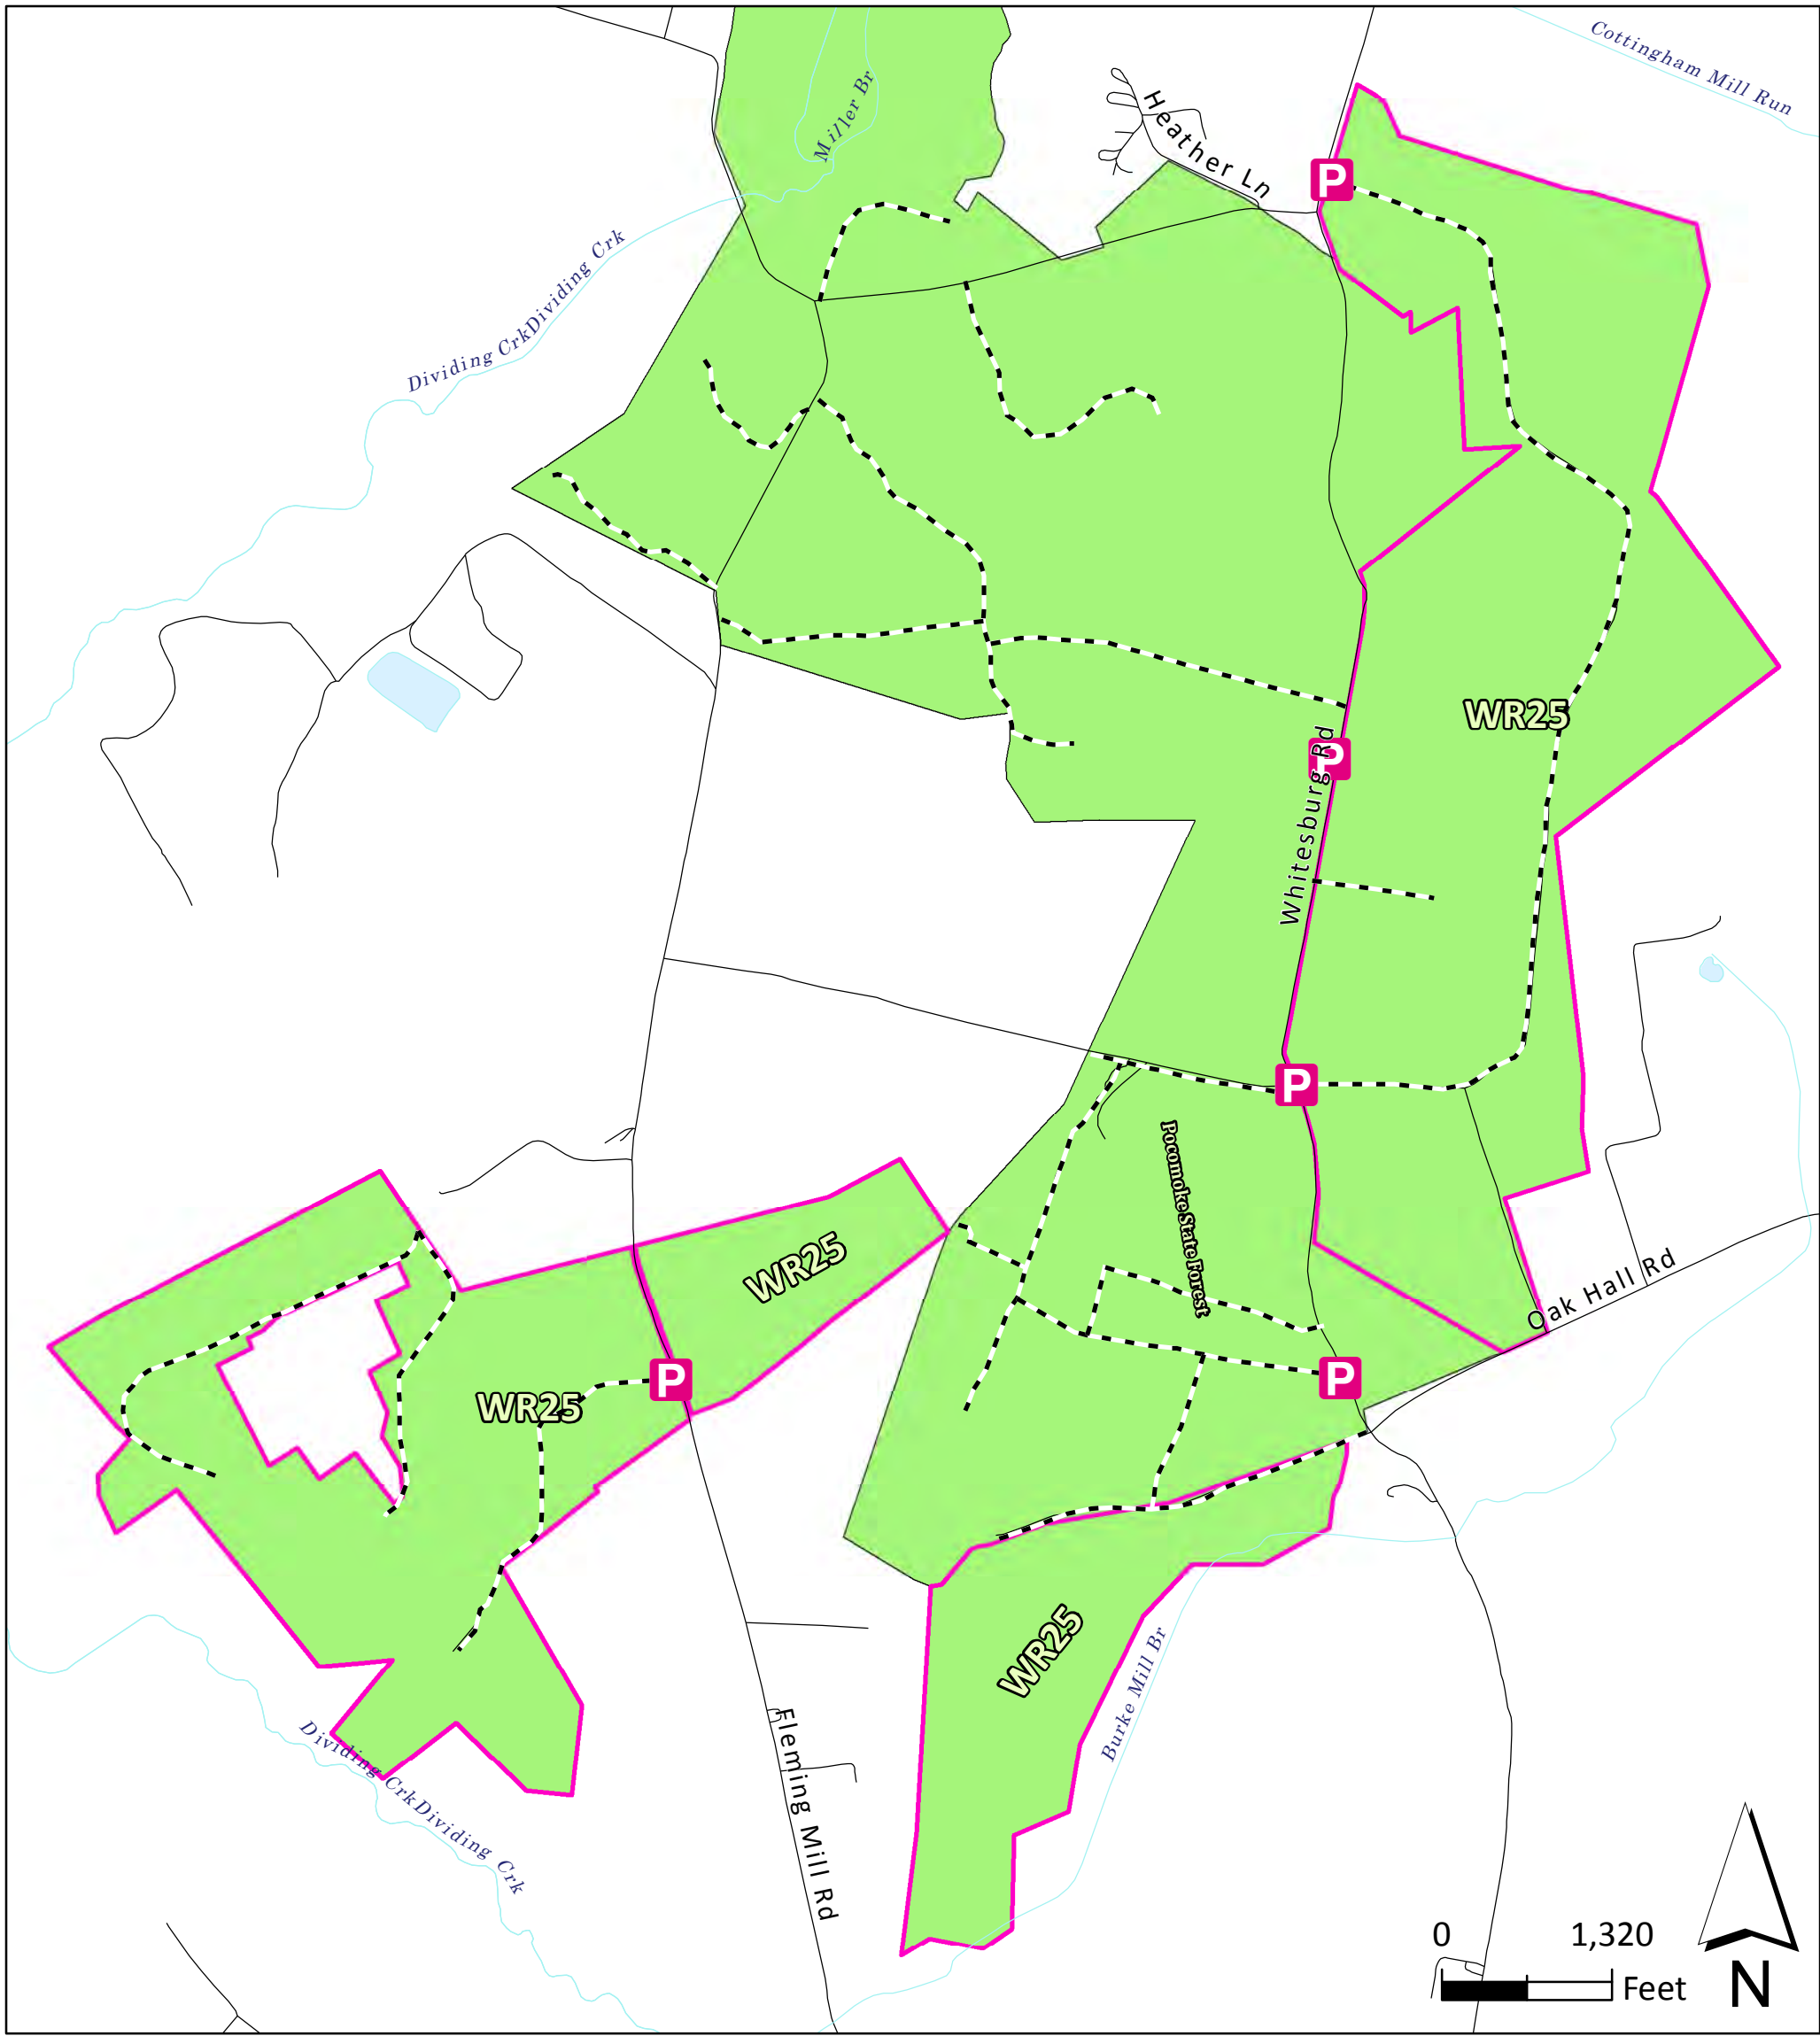 Cottingham Mill Run
Miller Br
Heather Ln
P
Dividing CrkDividing Crk
WR25
Whitesburg Rd
P
P
Pocomoke State Forest
WR25
Oak Hall Rd
P
P
WR25
WR25
Burke Mill Br
Dividing CrkDividing Crk
Fleming Mill Rd
0 1,320
Feet
N